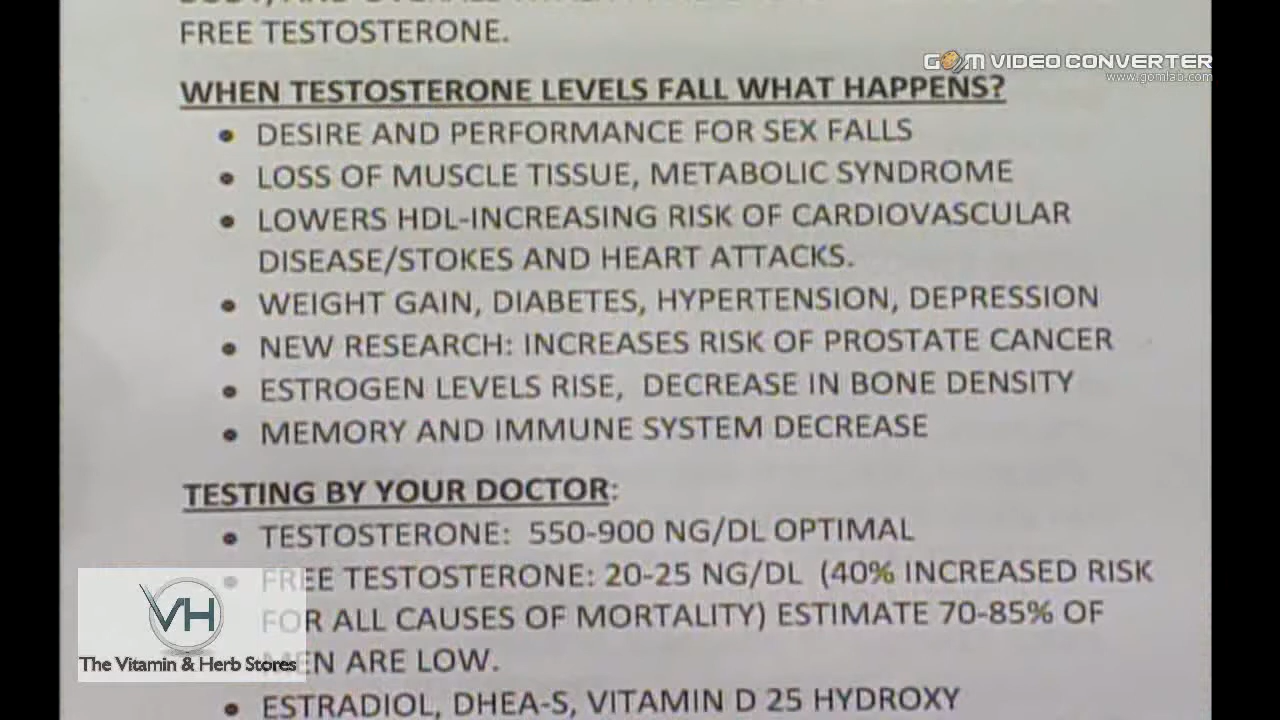 FREE TESTOSTERONE.
GOM VIDEO CONVERTER
www.gomlab.com
WHEN TESTOSTERONE LEVELS FALL WHAT HAPPENS?
• DESIRE AND PERFORMANCE FOR SEX FALLS
• LOSS OF MUSCLE TISSUE, METABOLIC SYNDROME
• LOWERS HDL-INCREASING RISK OF CARDIOVASCULAR
DISEASE/STOKES AND HEART ATTACKS.
• WEIGHT GAIN, DIABETES, HYPERTENSION, DEPRESSION
• NEW RESEARCH: INCREASES RISK OF PROSTATE CANCER
• ESTROGEN LEVELS RISE, DECREASE IN BONE DENSITY
• MEMORY AND IMMUNE SYSTEM DECREASE
TESTING BY YOUR DOCTOR:
• TESTOSTERONE: 550-900 NG/DL OPTIMAL
• FREE TESTOSTERONE: 20-25 NG/DL (40% INCREASED RISK
FOR ALL CAUSES OF MORTALITY) ESTIMATE 70-85% OF
MEN ARE LOW.
• ESTRADIOL, DHEA-S, VITAMIN D 25 HYDROXY
VH
The Vitamin & Herb Stores